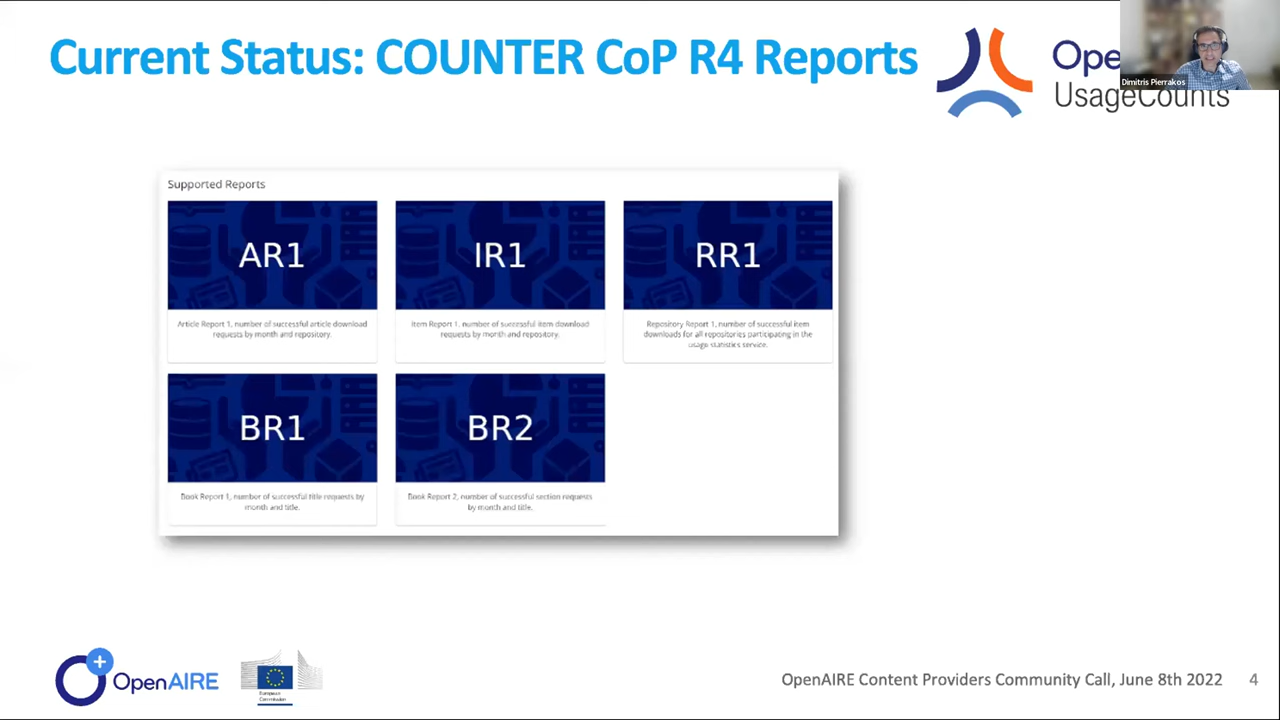 Current Status: COUNTER CoP R4 Reports
Ope
UsageCounts
Dimitris Pierrakos
Supported Reports
AR1
IR1
RR1
Article Report 1, number of successful article download
requests by month and repository.
Item Report 1, number of successful item download
requests by month and repository.
Repository Report 1, number of successful item
downloads for all repositories participating in the
usage statistics service.
BR1
BR2
Book Report 1, number of successful title requests by
month and title.
Book Report 2, number of successful section requests
by month and title.
OpenAIRE
European
Commission
OpenAIRE Content Providers Community Call, June 8th 2022
4